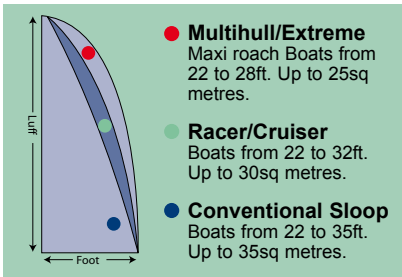 Luff
Foot
Multihull/Extreme
Maxi roach Boats from
22 to 28ft. Up to 25sq
metres.
Racer/Cruiser
Boats from 22 to 32ft.
Up to 30sq metres.
Conventional Sloop
Boats from 22 to 35ft.
Up to 35sq metres.